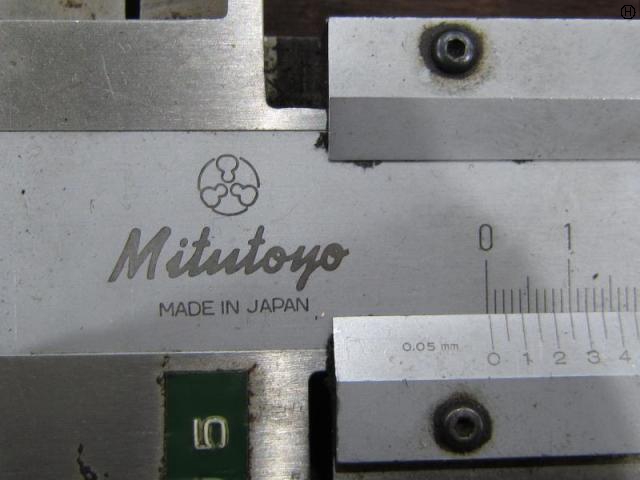 Mitutoyo
MADE IN JAPAN
0 1
0.05 mm
0 1 2 3 4
5
H